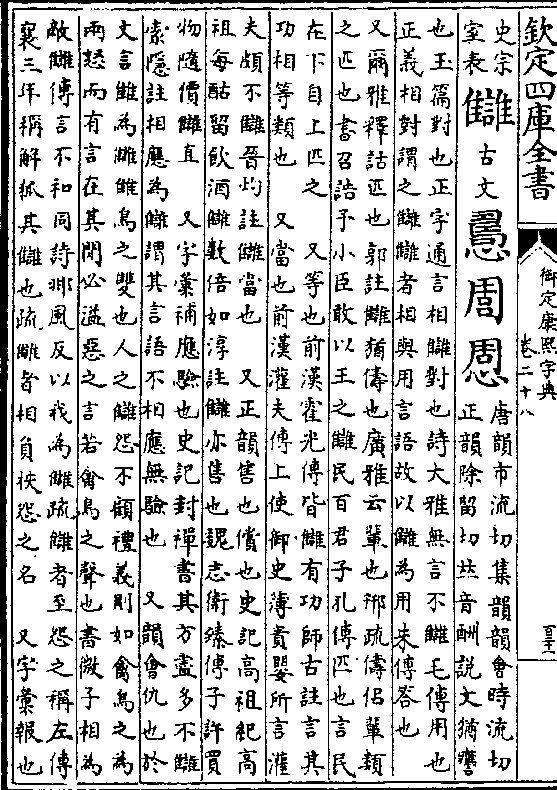 欽定四庫全書
御定康熙字典
卷二十八
史宗
室表讎古文
唐韻市流切集韻韻會時流切
正韻除留切𠀤音酬說文猶譍
也玉篇對也正字通言相讎對也詩大雅無言不讎毛傳用也
正義相對謂之讎讎者相與用言語故以讎為用朱傳答也
又爾雅釋詁匹也郭註讎猶儔也廣雅云輩也邢疏儔侶輩類
之匹也書召誥予小臣敢以王之讎民百君子孔傳匹也言民
在下自上匹之　又等也前漢霍光傳皆讎有功師古註言其
功相等類也　又當也前漢灌夫傳上使御史簿責嬰所言灌
夫頗不讎晉灼註讎當也　又正韻售也償也史記高祖紀高
祖每酤留飲酒讎數倍如淳註讎亦售也魏志衛臻傳子許買
物隨價讎直　又字彙補應驗也史記封禪書其方盡多不讎
索隱註相應為讎謂其言語不相應無驗也　又韻會仇也於
文言讎為讎雔鳥之雙也人之讎怨不顧禮義則如禽鳥之為
兩怒而有言在其閒必溢惡之言若禽鳥之聲也書微子相為
敵讎傳言不和同詩邶風反以我為讎疏讎者至怨之稱左傳
襄三年稱解狐其讎也疏讎者相負挾怨之名　又字彙報也